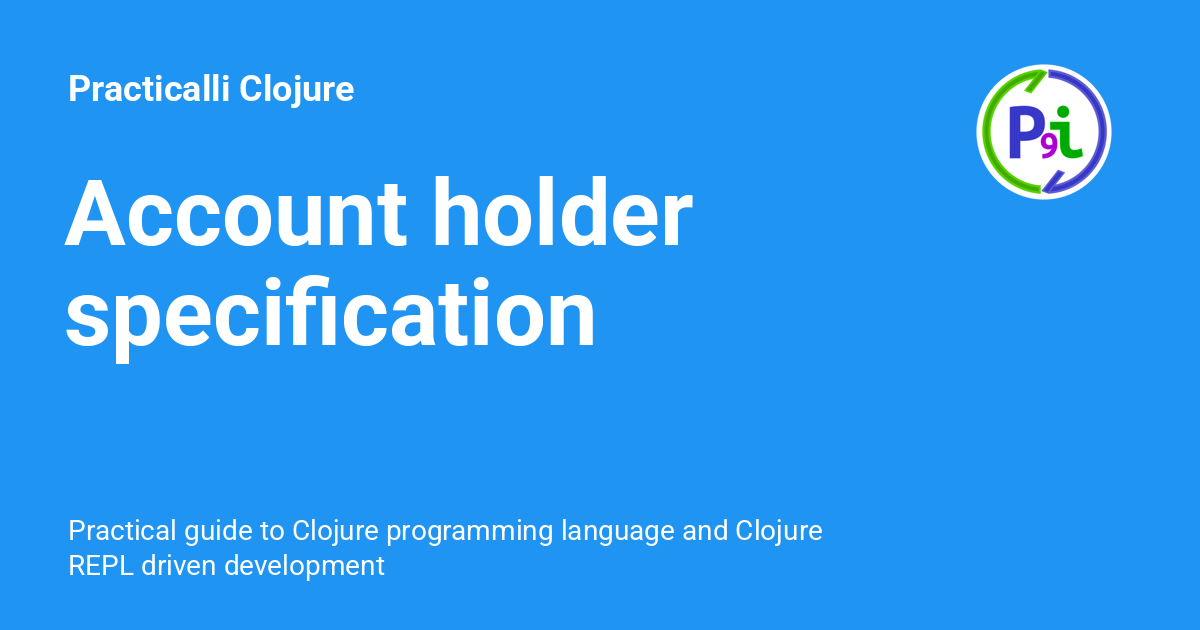 Practicalli Clojure
Account holder
specification
Practical guide to Clojure programming language and Clojure
REPL driven development
P9i